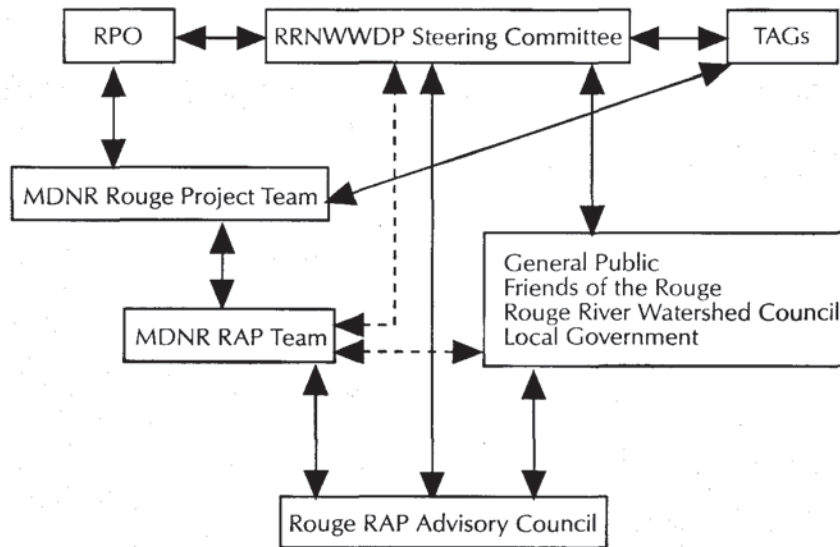 RPO
RRNWWDP Steering Committee
TAGs
MDNR Rouge Project Team
General Public
Friends of the Rouge
Rouge River Watershed Council
Local Government
MDNR RAP Team
Rouge RAP Advisory Council